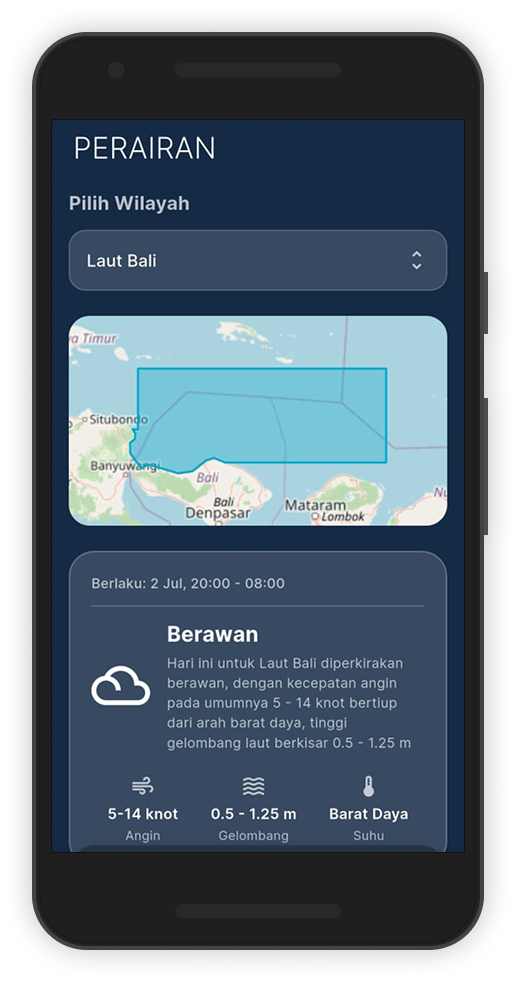 PERAIRAN
Pilih Wilayah
Laut Bali
a Timur
Situbondo
Banyuwangi
Bali
Bali
Denpasar
Mataram
Lombok
Nu
Berlaku: 2 Jul, 20:00 - 08:00
Berawan
Hari ini untuk Laut Bali diperkirakan
berawan, dengan kecepatan angin
pada umumnya 5 - 14 knot bertiup
dari arah barat daya, tinggi
gelombang laut berkisar 0.5 - 1.25 m
5-14 knot 0.5 - 1.25 m Barat Daya
Angin Gelombang Suhu